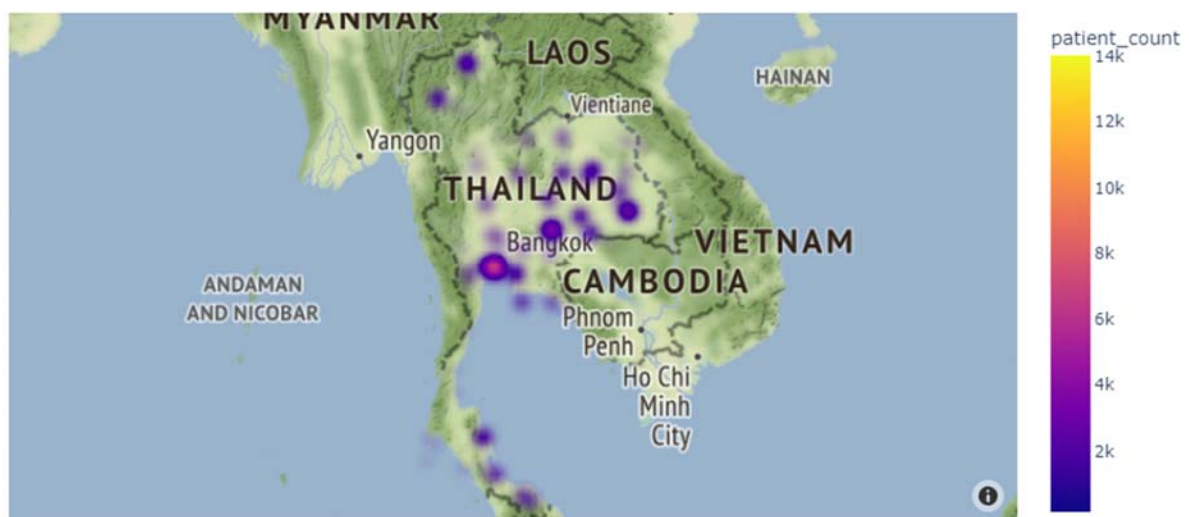 MYANMAR
LAOS
HAINAN
Vientiane
Yangon
THAILAND
Bangkok
VIETNAM
CAMBODIA
ANDAMAN
AND NICOBAR
Phnom
Penh
Ho Chi
Minh
City
patient_count
14k
12k
10k
8k
6k
4k
2k